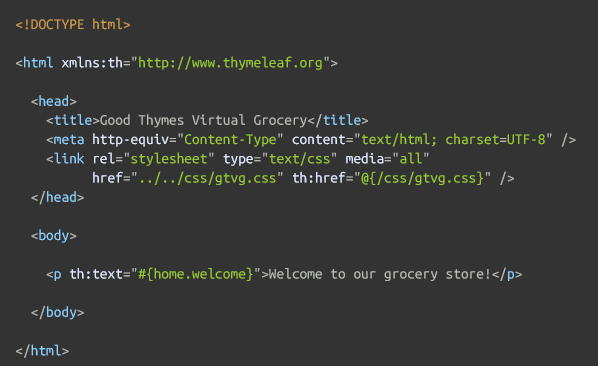 <!DOCTYPE html>
<html xmlns:th="http://www.thymeleaf.org">
<head>
<title>Good Thymes Virtual Grocery</title>
<meta http-equiv="Content-Type" content="text/html; charset=UTF-8" />
<link rel="stylesheet" type="text/css" media="all"
href="../../css/gtvg.css" th:href="@{/css/gtvg.css}" />
</head>
<body>
<p th:text="#{home.welcome}">Welcome to our grocery store!</p>
</body>
</html>